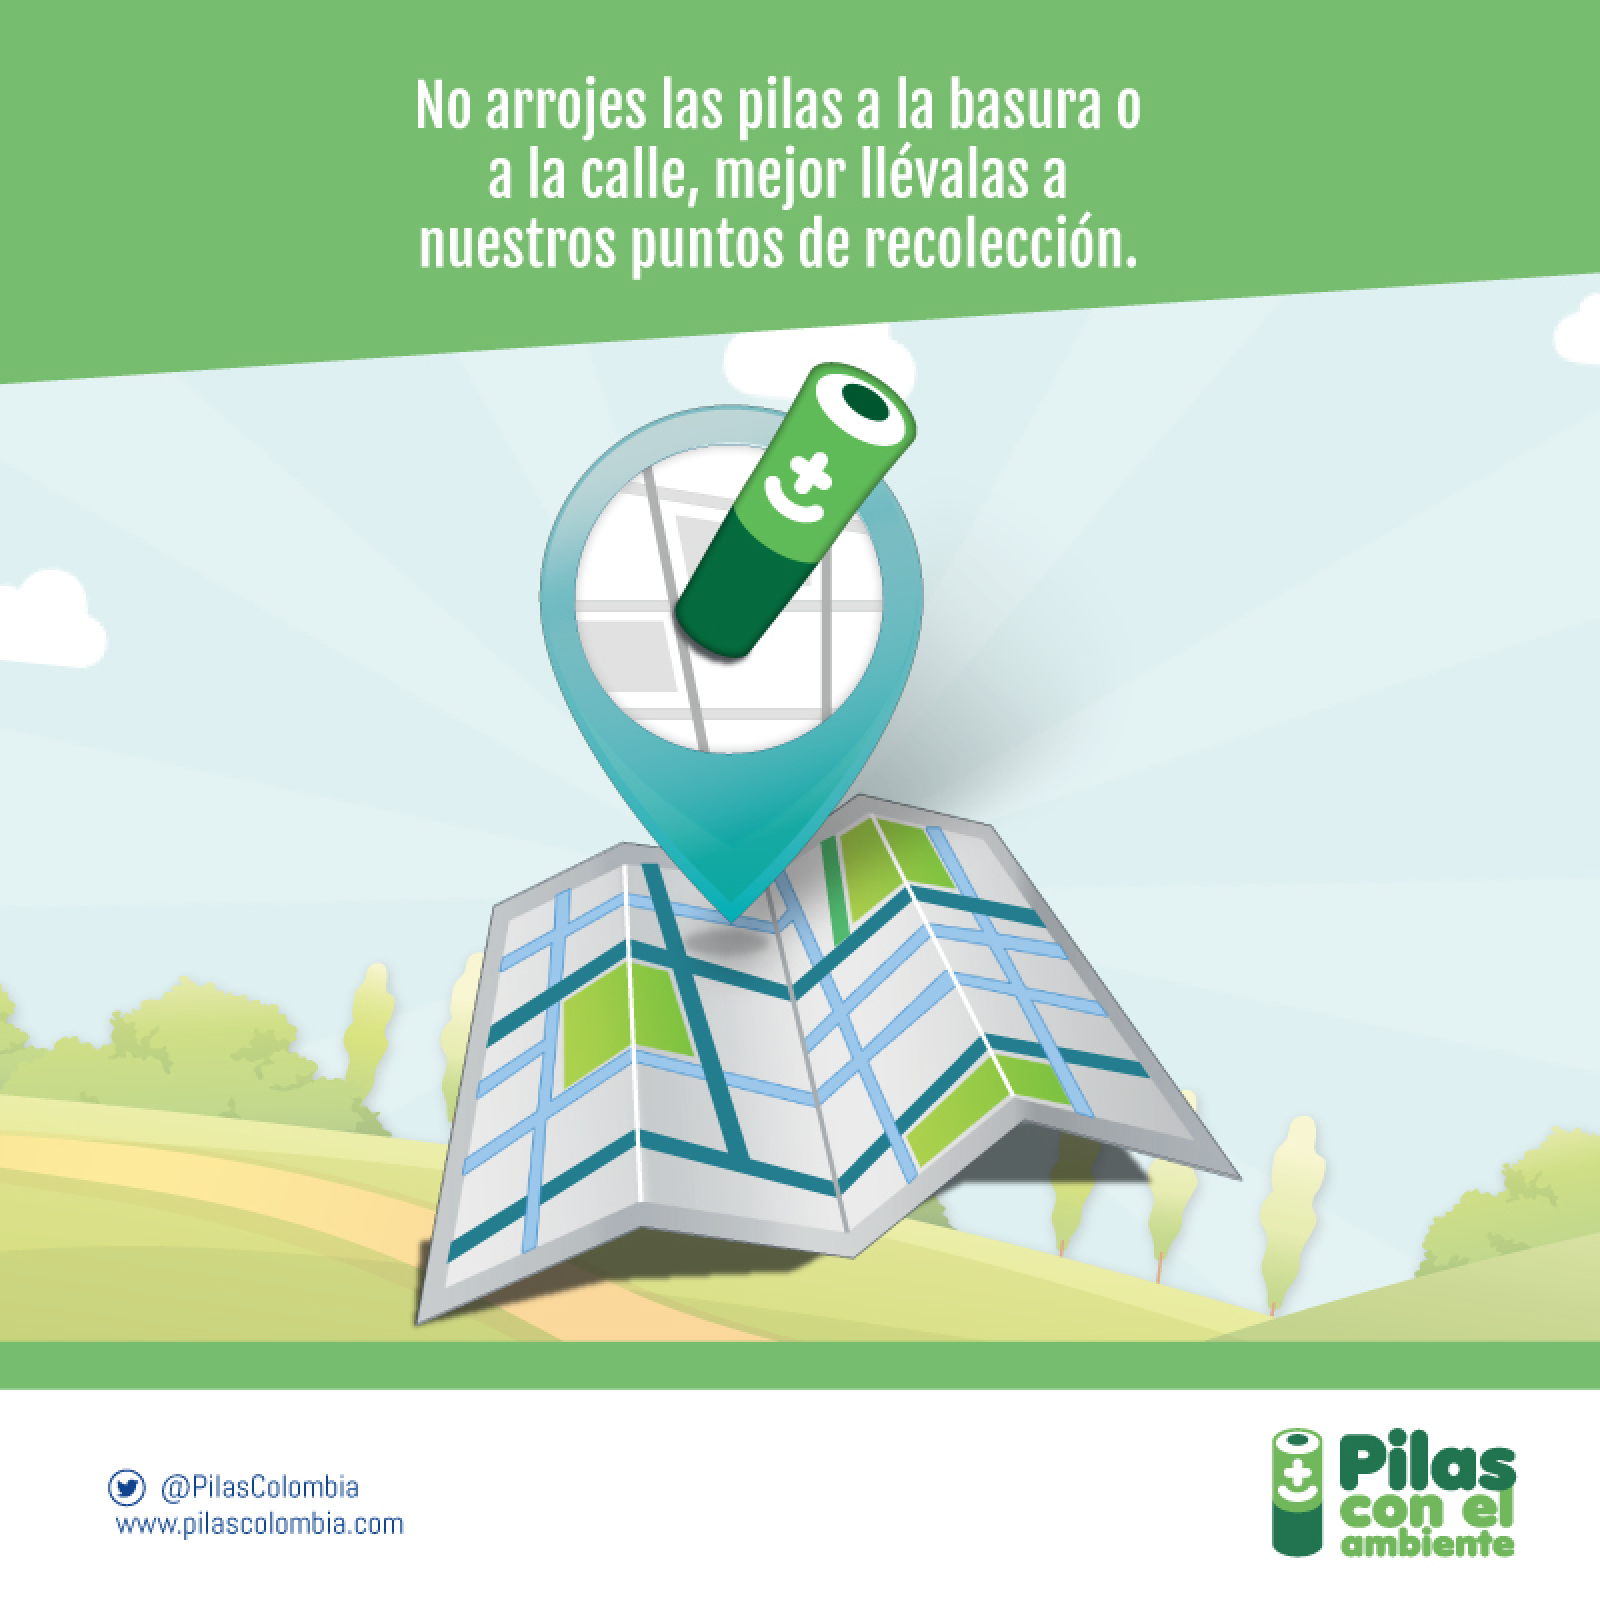 No arrojes las pilas a la basura o
a la calle, mejor llévalas a
nuestros puntos de recolección.
@PilasColombia
www.pilascolombia.com
Pilas
con el
ambiente